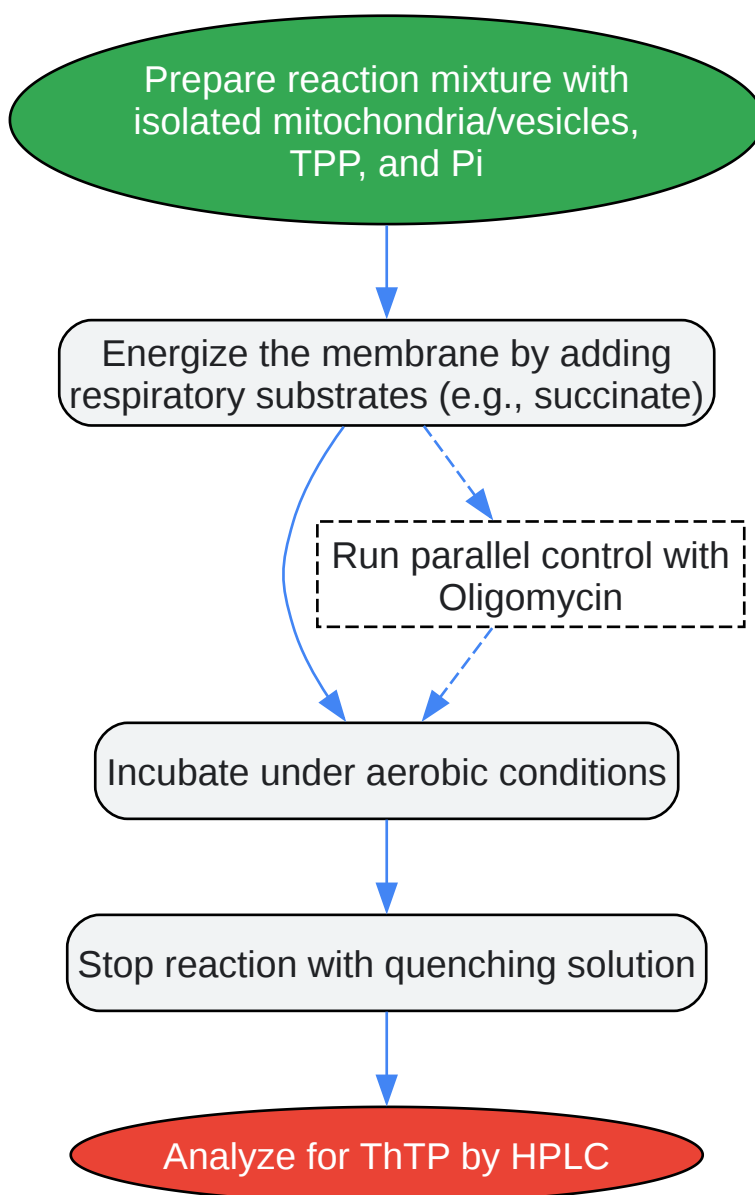 Prepare reaction mixture with
isolated mitochondria/vesicles,
TPP, and Pi
Energize the membrane by adding
respiratory substrates (e.g., succinate)
Run parallel control with
Oligomycin
Incubate under aerobic conditions
Stop reaction with quenching solution
Analyze for ThTP by HPLC